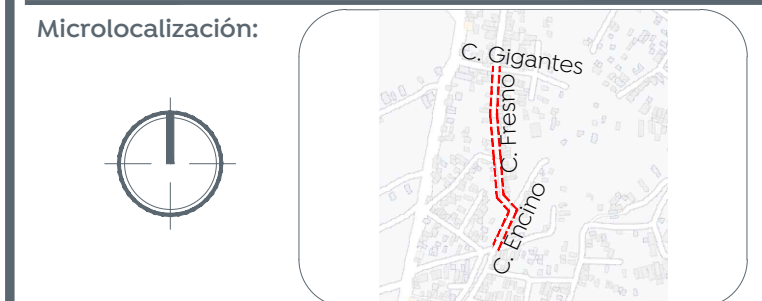 Microlocalización:
C. Gigantes
C. Fresno
C. Encino